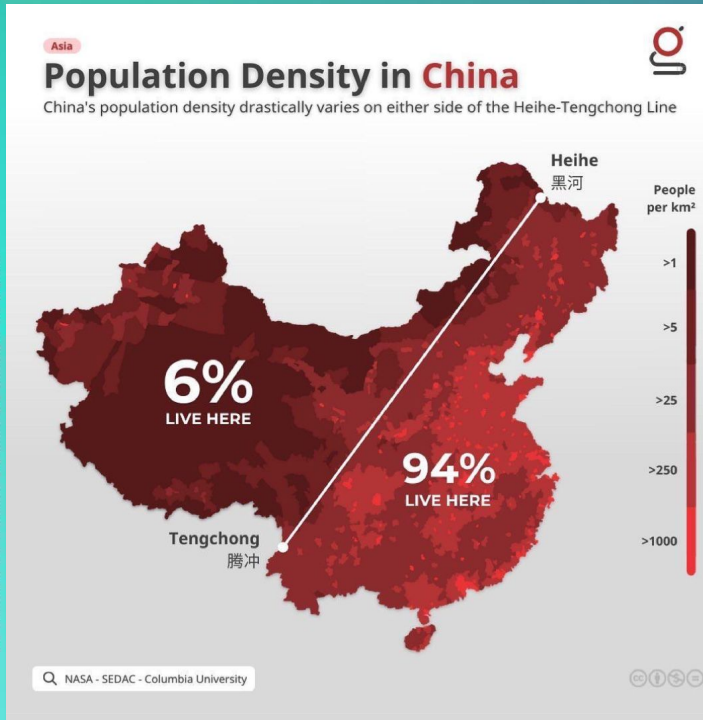 Asia
Population Density in China
China's population density drastically varies on either side of the Heihe-Tengchong Line
Heihe
黑河
People
per km²
>1
>5
>25
>250
>1000
6%
LIVE HERE
94%
LIVE HERE
Tengchong
腾冲
NASA - SEDAC - Columbia University